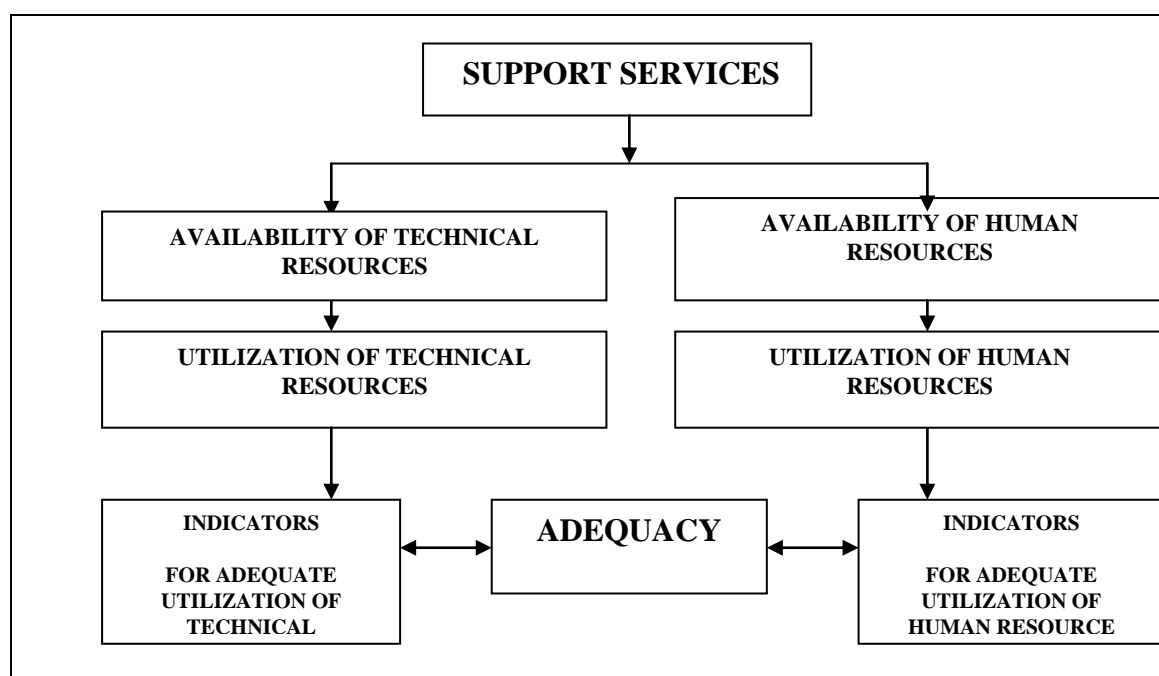 SUPPORT SERVICES
AVAILABILITY OF TECHNICAL
RESOURCES
AVAILABILITY OF HUMAN
RESOURCES
UTILIZATION OF TECHNICAL
RESOURCES
UTILIZATION OF HUMAN
RESOURCES
INDICATORS
FOR ADEQUATE
UTILIZATION OF
TECHNICAL
ADEQUACY
INDICATORS
FOR ADEQUATE
UTILIZATION OF
HUMAN RESOURCE